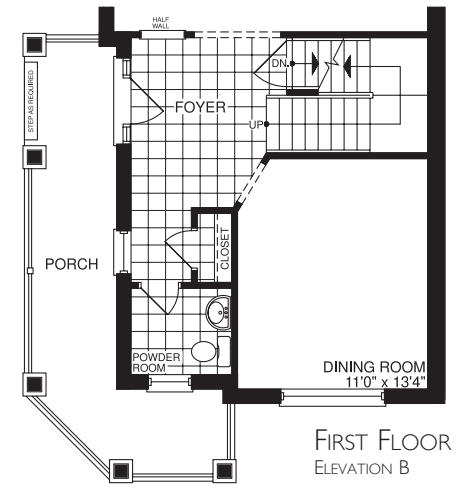 HALF
WALL
STEP AS REQUIRED
DN.
FOYER
UP
PORCH
CLOSET
POWDER
ROOM
DINING ROOM
11'0" x 13'4"
FIRST FLOOR
ELEVATION B